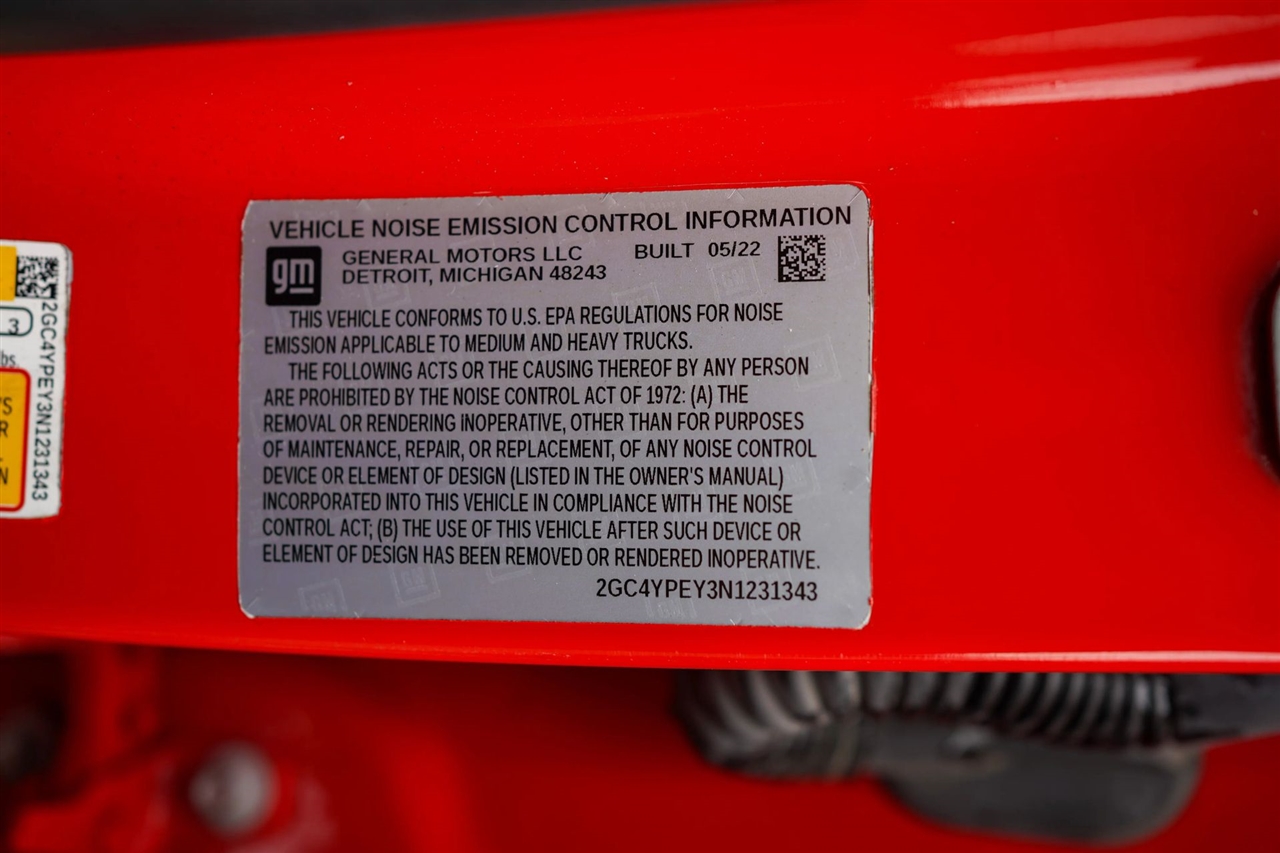 VEHICLE NOISE EMISSION CONTROL INFORMATION
gm
GENERAL MOTORS LLC BUILT 05/22
DETROIT, MICHIGAN 48243
THIS VEHICLE CONFORMS TO U.S. EPA REGULATIONS FOR NOISE
EMISSION APPLICABLE TO MEDIUM AND HEAVY TRUCKS.
THE FOLLOWING ACTS OR THE CAUSING THEREOF BY ANY PERSON
ARE PROHIBITED BY THE NOISE CONTROL ACT OF 1972: (A) THE
REMOVAL OR RENDERING INOPERATIVE, OTHER THAN FOR PURPOSES
OF MAINTENANCE, REPAIR, OR REPLACEMENT, OF ANY NOISE CONTROL
DEVICE OR ELEMENT OF DESIGN (LISTED IN THE OWNER'S MANUAL)
INCORPORATED INTO THIS VEHICLE IN COMPLIANCE WITH THE NOISE
CONTROL ACT; (B) THE USE OF THIS VEHICLE AFTER SUCH DEVICE OR
ELEMENT OF DESIGN HAS BEEN REMOVED OR RENDERED INOPERATIVE.
2GC4YPEY3N1231343
3
lbs.
2GC4YPEY3N1231343